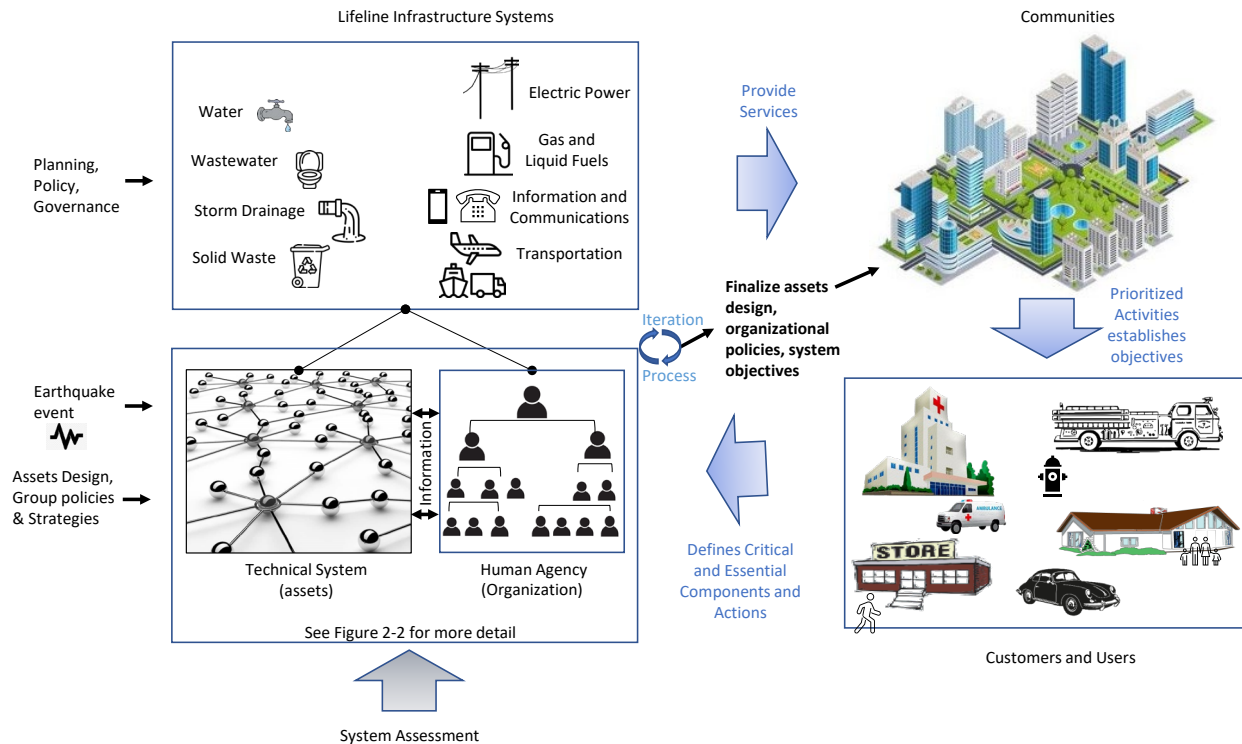 Lifeline Infrastructure Systems
Communities
Planning,
Policy,
Governance
Water
Wastewater
Storm Drainage
Solid Waste
Electric Power
Gas and
Liquid Fuels
Information and
Communications
Transportation
Provide
Services
Iteration
Process
Finalize assets
design,
organizational
policies, system
objectives
Prioritized
Activities
establishes
objectives
Earthquake
event
Assets Design,
Group policies
& Strategies
Information
Technical System
(assets)
Human Agency
(Organization)
See Figure 2-2 for more detail
Defines Critical
and Essential
Components and
Actions
AMBULANCE
STORE
Customers and Users
System Assessment